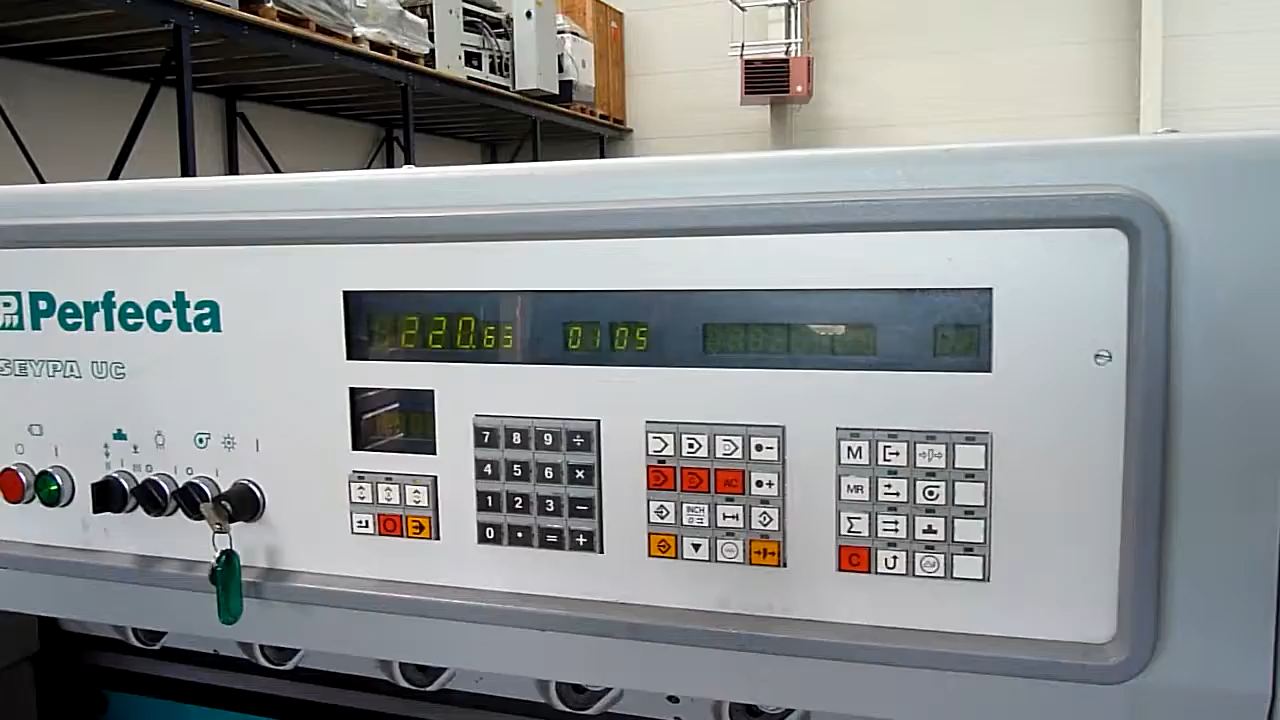 Perfecta
SEYPA UC
220.65 01 05
7 8 9 ÷
4 5 6 ×
1 2 3 −
0 • = +
AC
INCH
M
MR
Σ
C
O